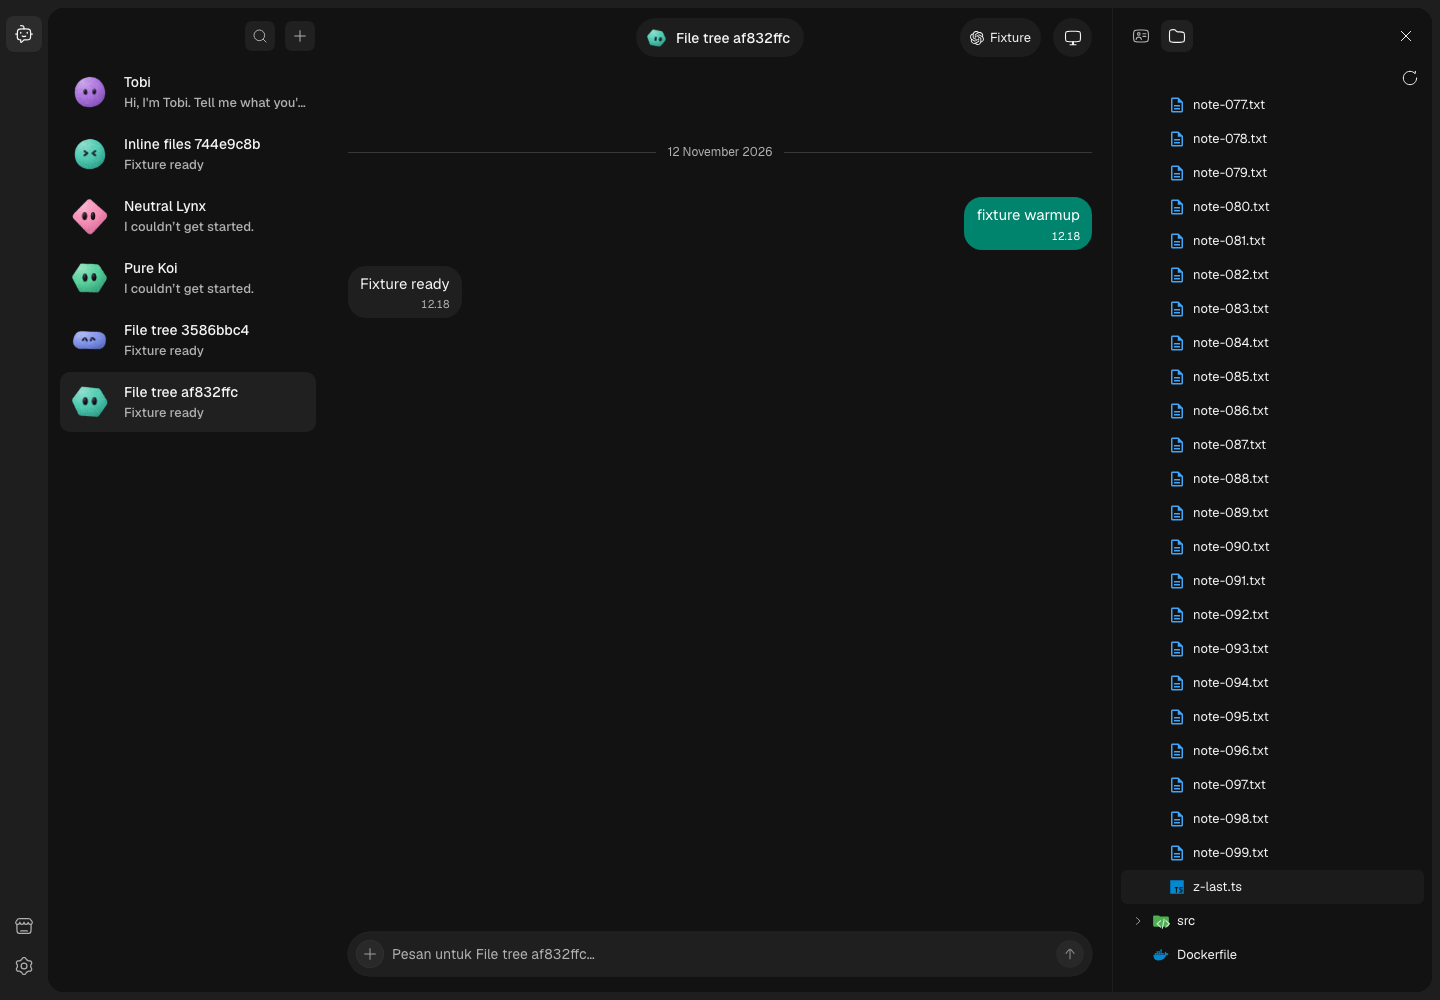 Tobi
Hi, I'm Tobi. Tell me what you'...
Inline files 744e9c8b
Fixture ready
Neutral Lynx
I couldn't get started.
Pure Koi
I couldn't get started.
File tree 3586bbc4
Fixture ready
File tree af832ffc
Fixture ready
File tree af832ffc
Fixture
12 November 2026
fixture warmup
12.18
Fixture ready
12.18
Pesan untuk File tree af832ffc...
note-077.txt
note-078.txt
note-079.txt
note-080.txt
note-081.txt
note-082.txt
note-083.txt
note-084.txt
note-085.txt
note-086.txt
note-087.txt
note-088.txt
note-089.txt
note-090.txt
note-091.txt
note-092.txt
note-093.txt
note-094.txt
note-095.txt
note-096.txt
note-097.txt
note-098.txt
note-099.txt
TS z-last.ts
src
Dockerfile